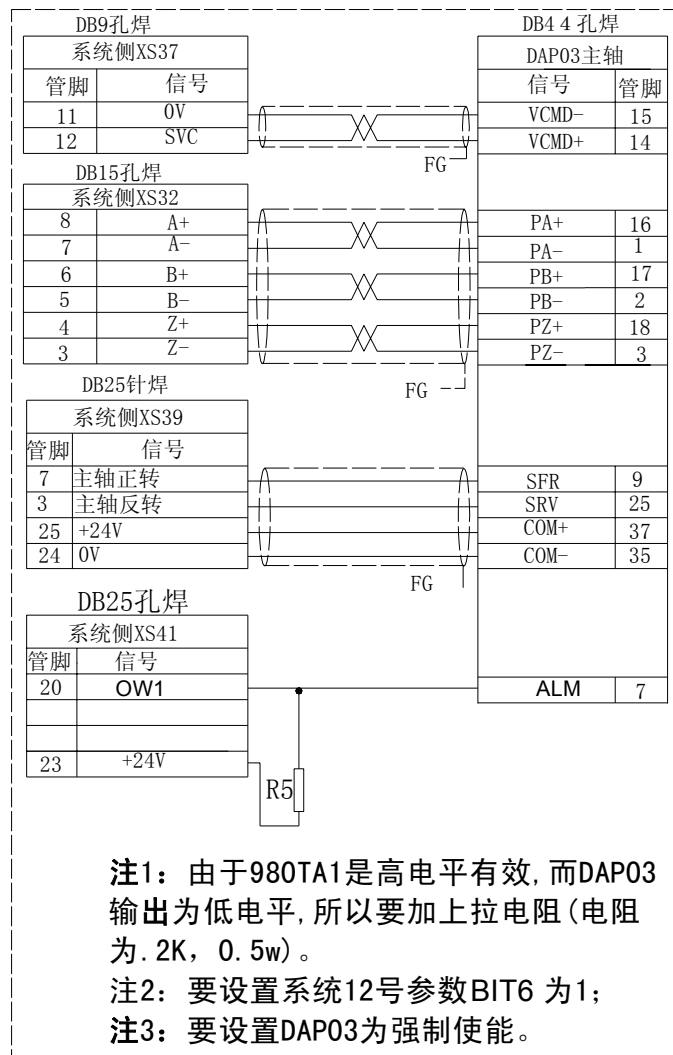 DB9孔焊 DB4 4 孔焊
系统侧XS37 DAP03主轴
管脚 信号 信号 管脚
11 0V VCMD- 15
12 SVC VCMD+ 14
FG
DB15孔焊
系统侧XS32
8 A+ PA+ 16
7 A- PA- 1
6 B+ PB+ 17
5 B- PB- 2
4 Z+ PZ+ 18
3 Z- PZ- 3
DB25针焊 FG
系统侧XS39
管脚 信号
7 主轴正转 SFR 9
3 主轴反转 SRV 25
25 +24V COM+ 37
24 0V COM- 35
FG
DB25孔焊
系统侧XS41
管脚 信号
20 OW1 ALM 7
23 +24V
R5
注1：由于980TA1是高电平有效,而DAP03
输出为低电平,所以要加上拉电阻(电阻
为.2K，0.5w)。
注2：要设置系统12号参数BIT6 为1；
注3：要设置DAP03为强制使能。